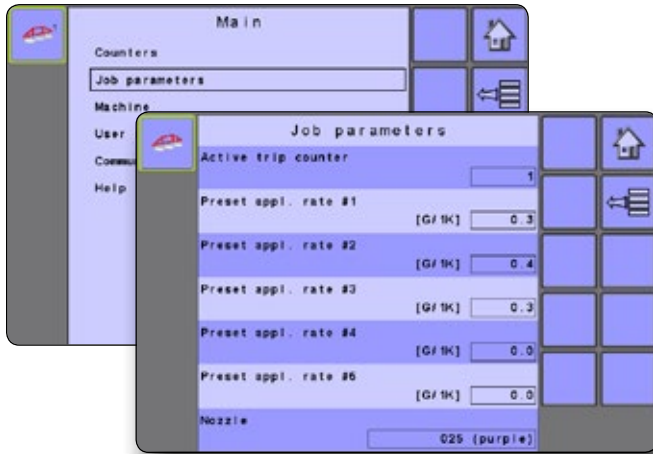 Main
Counters
Job parameters
Machine
User
Help
Job parameters
Active trip counter
1
Preset appl. rate #1
[G/1K] 0.3
Preset appl. rate #2
[G/1K] 0.4
Preset appl. rate #3
[G/1K] 0.3
Preset appl. rate #4
[G/1K] 0.0
Preset appl. rate #5
[G/1K] 0.0
Nozzle
025 (purple)